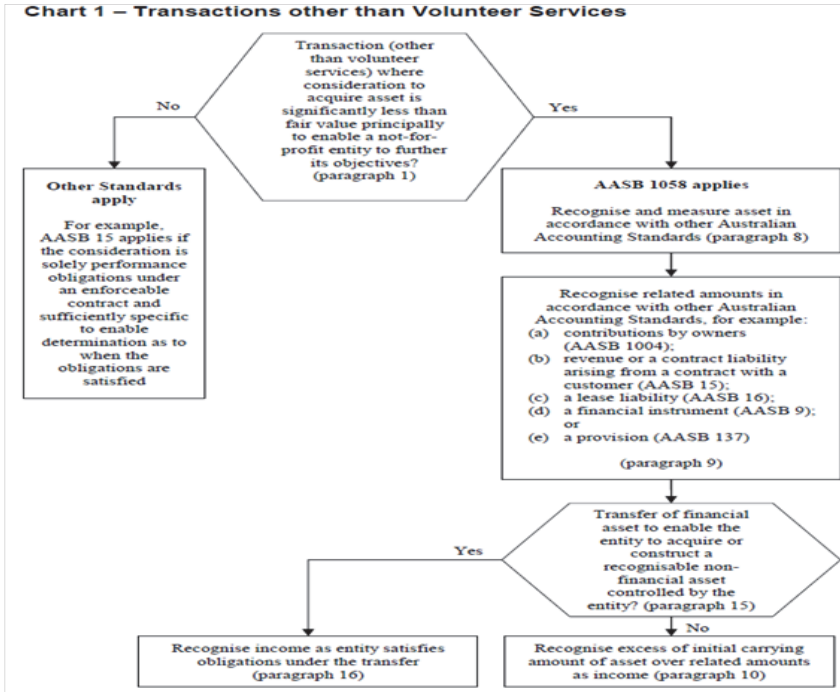 Chart 1 – Transactions other than Volunteer Services
Transaction (other
than volunteer
services) where
consideration to
acquire asset is
significantly less than
fair value principally
to enable a not-for-
profit entity to further
its objectives?
(paragraph 1)
No
Yes
Other Standards
apply
For example,
AASB 15 applies if
the consideration is
solely performance
obligations under
an enforceable
contract and
sufficiently specific
to enable
determination as to
when the
obligations are
satisfied
AASB 1058 applies
Recognise and measure asset in
accordance with other Australian
Accounting Standards (paragraph 8)
Recognise related amounts in
accordance with other Australian
Accounting Standards, for example:
(a) contributions by owners
(AASB 1004);
(b) revenue or a contract liability
arising from a contract with a
customer (AASB 15);
(c) a lease liability (AASB 16);
(d) a financial instrument (AASB 9);
or
(e) a provision (AASB 137)
(paragraph 9)
Transfer of financial
asset to enable the
entity to acquire or
construct a
recognisable non-
financial asset
controlled by the
entity? (paragraph 15)
Yes
No
Recognise income as entity satisfies
obligations under the transfer
(paragraph 16)
Recognise excess of initial carrying
amount of asset over related amounts
as income (paragraph 10)